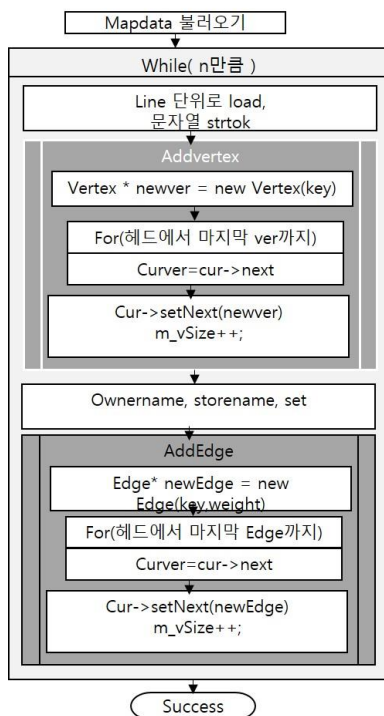 Mapdata 불러오기
While( n만큼 )
Line 단위로 load,
문자열 strtok
Addvertex
Vertex * newver = new Vertex(key)
For(헤드에서 마지막 ver까지)
Curver=cur->next
Cur->setNext(newver)
m_vSize++;
Ownername, storename, set
AddEdge
Edge* newEdge = new
Edge(key,weight)
For(헤드에서 마지막 Edge까지)
Curver=cur->next
Cur->setNext(newEdge)
m_vSize++;
Success